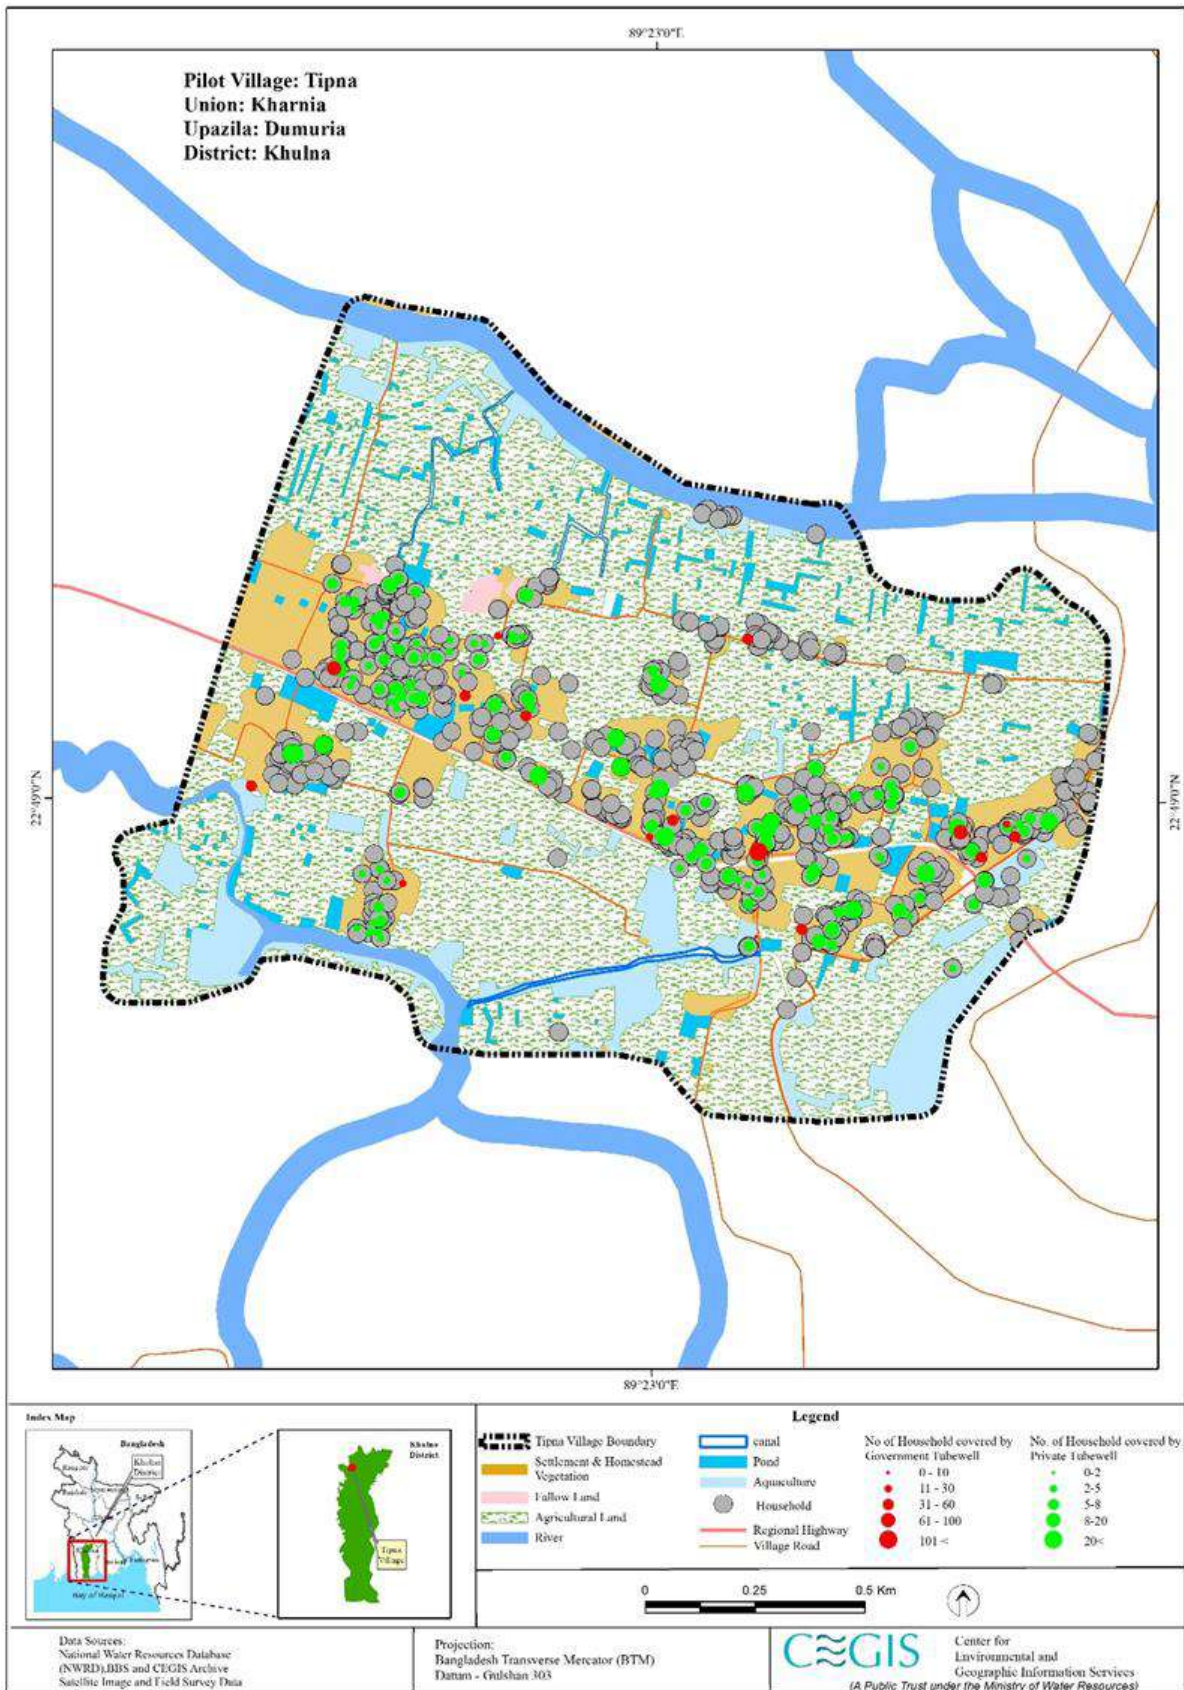 89°23'0"E
Pilot Village: Tipna
Union: Kharnia
Upazila: Dumuria
District: Khulna
22°49'0"N
22°49'0"N
89°23'0"E
Index Map
Bangladesh
Khulna
District
Bay of Bengal
Khulna
District
Tipna
Village
Legend
Tipna Village Boundary
Settlement & Homestead
Vegetation
Fallow Land
Agricultural Land
River
canal
Pond
Aquaculture
Household
Regional Highway
Village Road
No of Household covered by
Government Tubewell
0 - 10
11 - 30
31 - 60
61 - 100
101 <
No. of Household covered by
Private Tubewell
0-2
2-5
5-8
8-20
20<
0 0.25 0.5 Km
Data Sources:
National Water Resources Database
(NWRD),BBS and CEGIS Archive
Satellite Image and Field Survey Data
Projection:
Bangladesh Transverse Mercator (BTM)
Datum - Gulshan 303
CEGIS
Center for
Environmental and
Geographic Information Services
(A Public Trust under the Ministry of Water Resources)